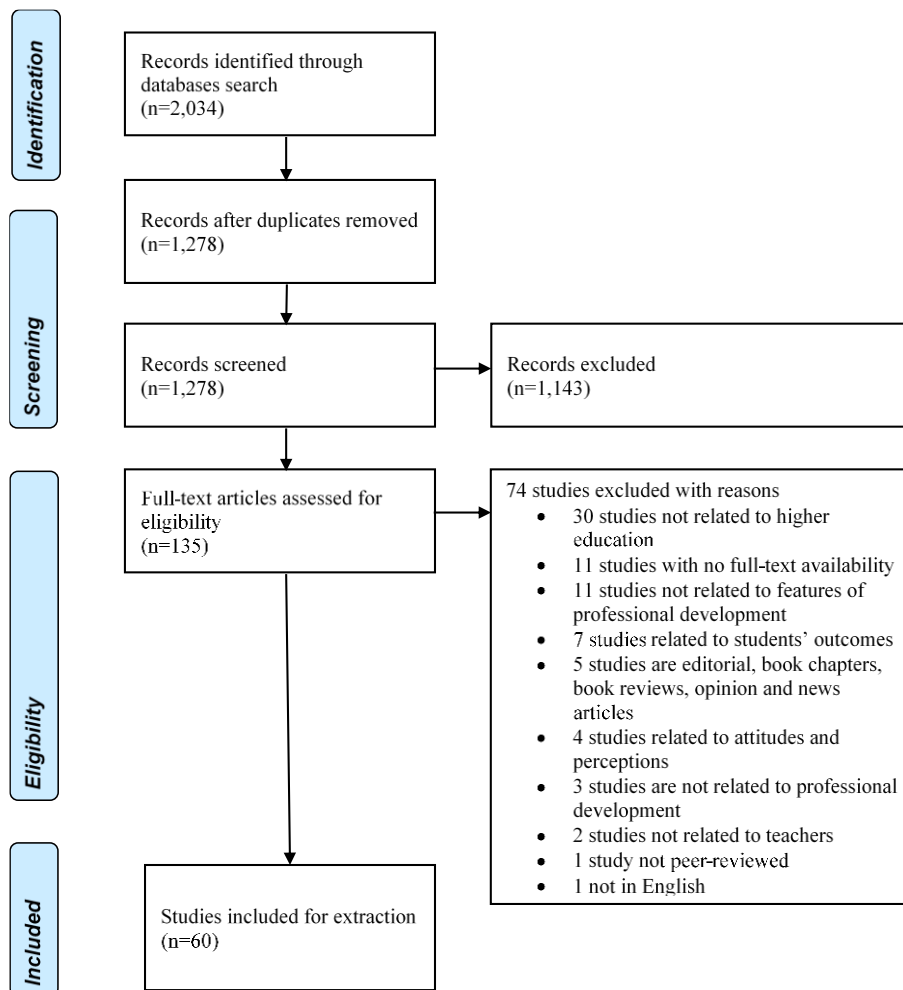 Identification
Records identified through
databases search
(n=2,034)
Records after duplicates removed
(n=1,278)
Screening
Records screened
(n=1,278)
Records excluded
(n=1,143)
Eligibility
Full-text articles assessed for
eligibility
(n=135)
74 studies excluded with reasons
• 30 studies not related to higher
education
• 11 studies with no full-text availability
• 11 studies not related to features of
professional development
• 7 studies related to students’ outcomes
• 5 studies are editorial, book chapters,
book reviews, opinion and news
articles
• 4 studies related to attitudes and
perceptions
• 3 studies are not related to professional
development
• 2 studies not related to teachers
• 1 study not peer-reviewed
• 1 not in English
Included
Studies included for extraction
(n=60)